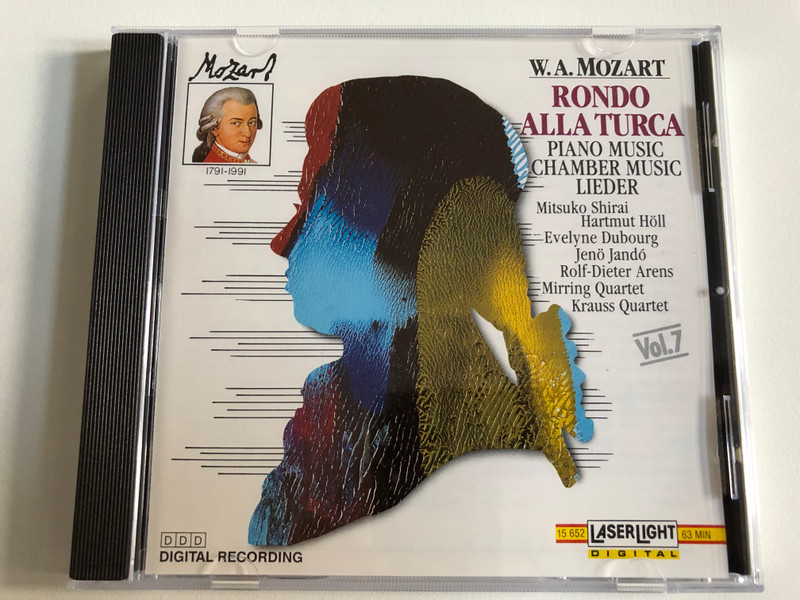 Mozart
1791-1991
W. A. MOZART
RONDO
ALLA TURCA
PIANO MUSIC
CHAMBER MUSIC
LIEDER
Mitsuko Shirai
Hartmut Höll
Evelyne Dubourg
Jenö Jandó
Rolf-Dieter Arens
Mirring Quartet
Krauss Quartet
Vol.7
DDD
DIGITAL RECORDING
15 652
LASERLIGHT
DIGITAL
63 MIN